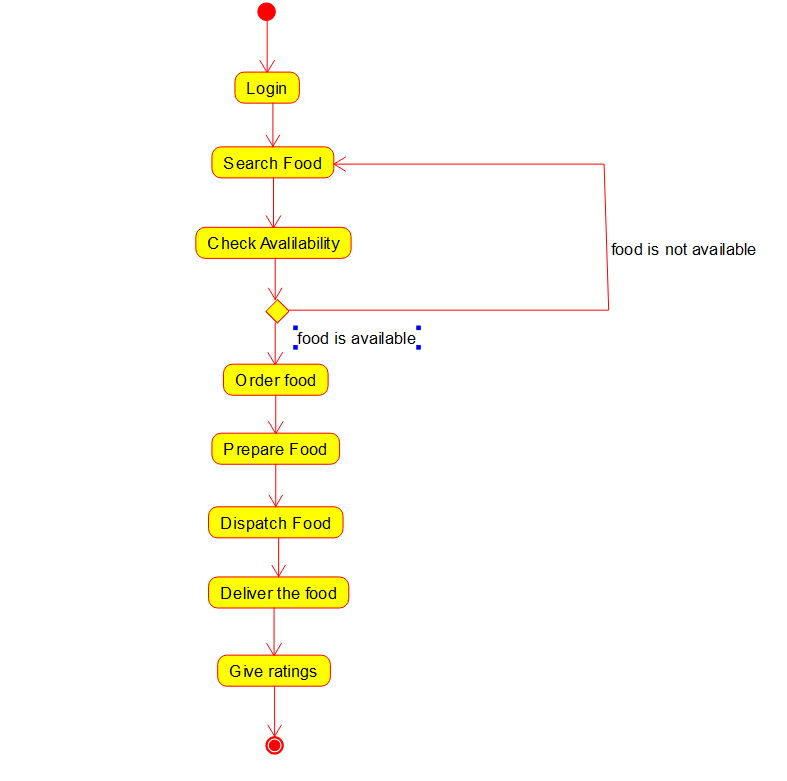 Login
Search Food
Check Avalilability
food is not available
food is available
Order food
Prepare Food
Dispatch Food
Deliver the food
Give ratings